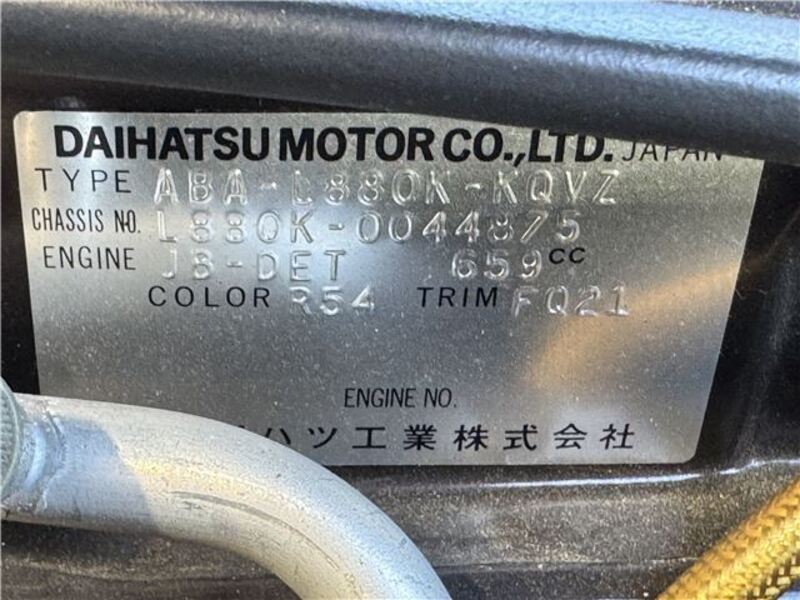 DAIHATSU MOTOR CO.,LTD. JAPAN
TYPE ABA-L880K-KQVZ
CHASSIS NO. L880K-0044875
ENGINE JB-DET 659CC
COLOR R54 TRIM FQ21
ENGINE NO.
ハツ工業株式会社